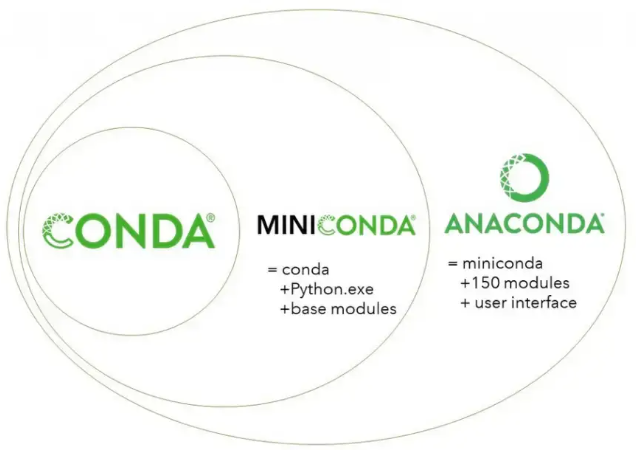 CONDA®
MINICONDA®
= conda
+Python.exe
+base modules
ANACONDA®
= miniconda
+150 modules
+ user interface